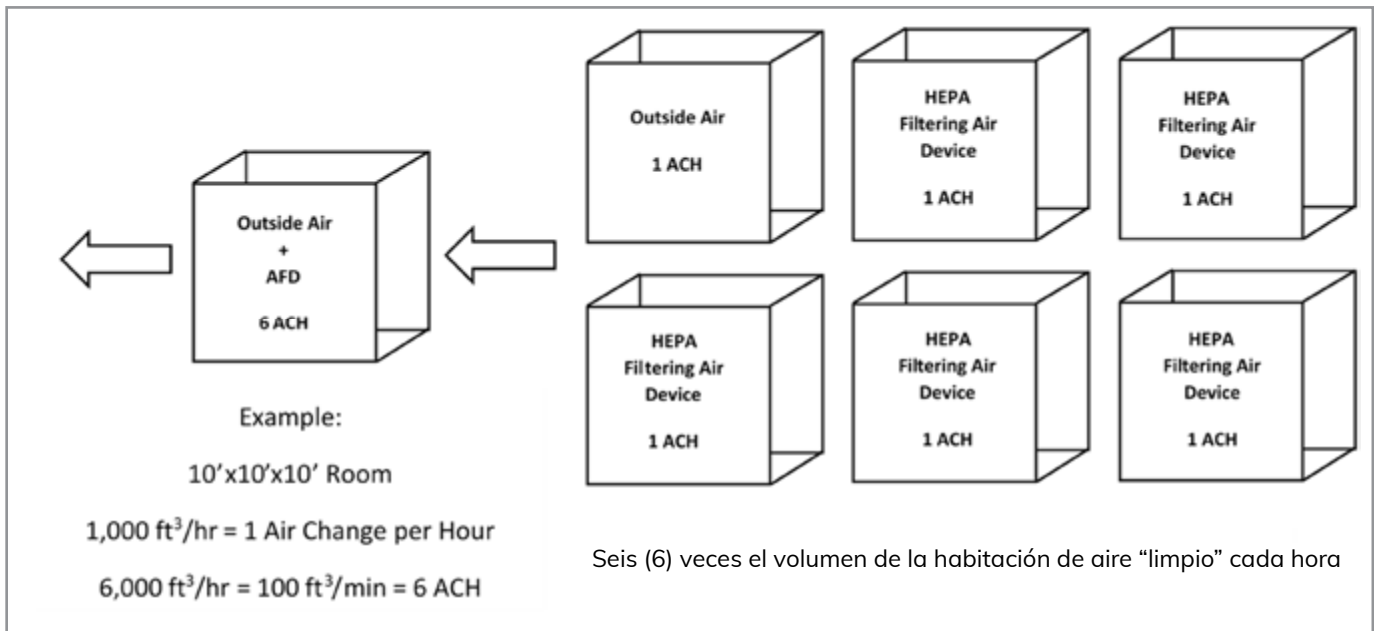 Outside Air
+
AFD
6 ACH
Example:
10’x10’x10’ Room
1,000 ft³/hr = 1 Air Change per Hour
6,000 ft³/hr = 100 ft³/min = 6 ACH
Outside Air
1 ACH
HEPA
Filtering Air
Device
1 ACH
HEPA
Filtering Air
Device
1 ACH
HEPA
Filtering Air
Device
1 ACH
HEPA
Filtering Air
Device
1 ACH
HEPA
Filtering Air
Device
1 ACH
Seis (6) veces el volumen de la habitación de aire “limpio” cada hora